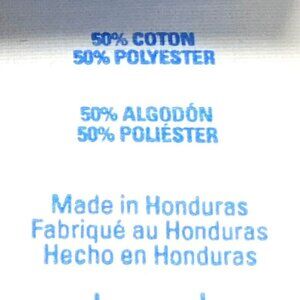 50% COTON
50% POLYESTER
50% ALGODÓN
50% POLIÉSTER
Made in Honduras
Fabriqué au Honduras
Hecho en Honduras